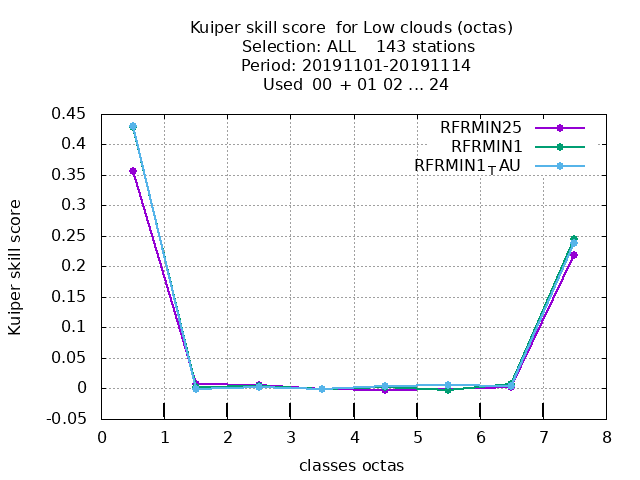 Kuiper skill score  for Low clouds (octas)
Selection: ALL    143 stations
Period: 20191101-20191114
Used  00 + 01 02 ... 24
RFRMIN25
RFRMIN1
RFRMIN1TAU
Kuiper skill score
0.45
0.4
0.35
0.3
0.25
0.2
0.15
0.1
0.05
0
-0.05
0 1 2 3 4 5 6 7 8
classes octas